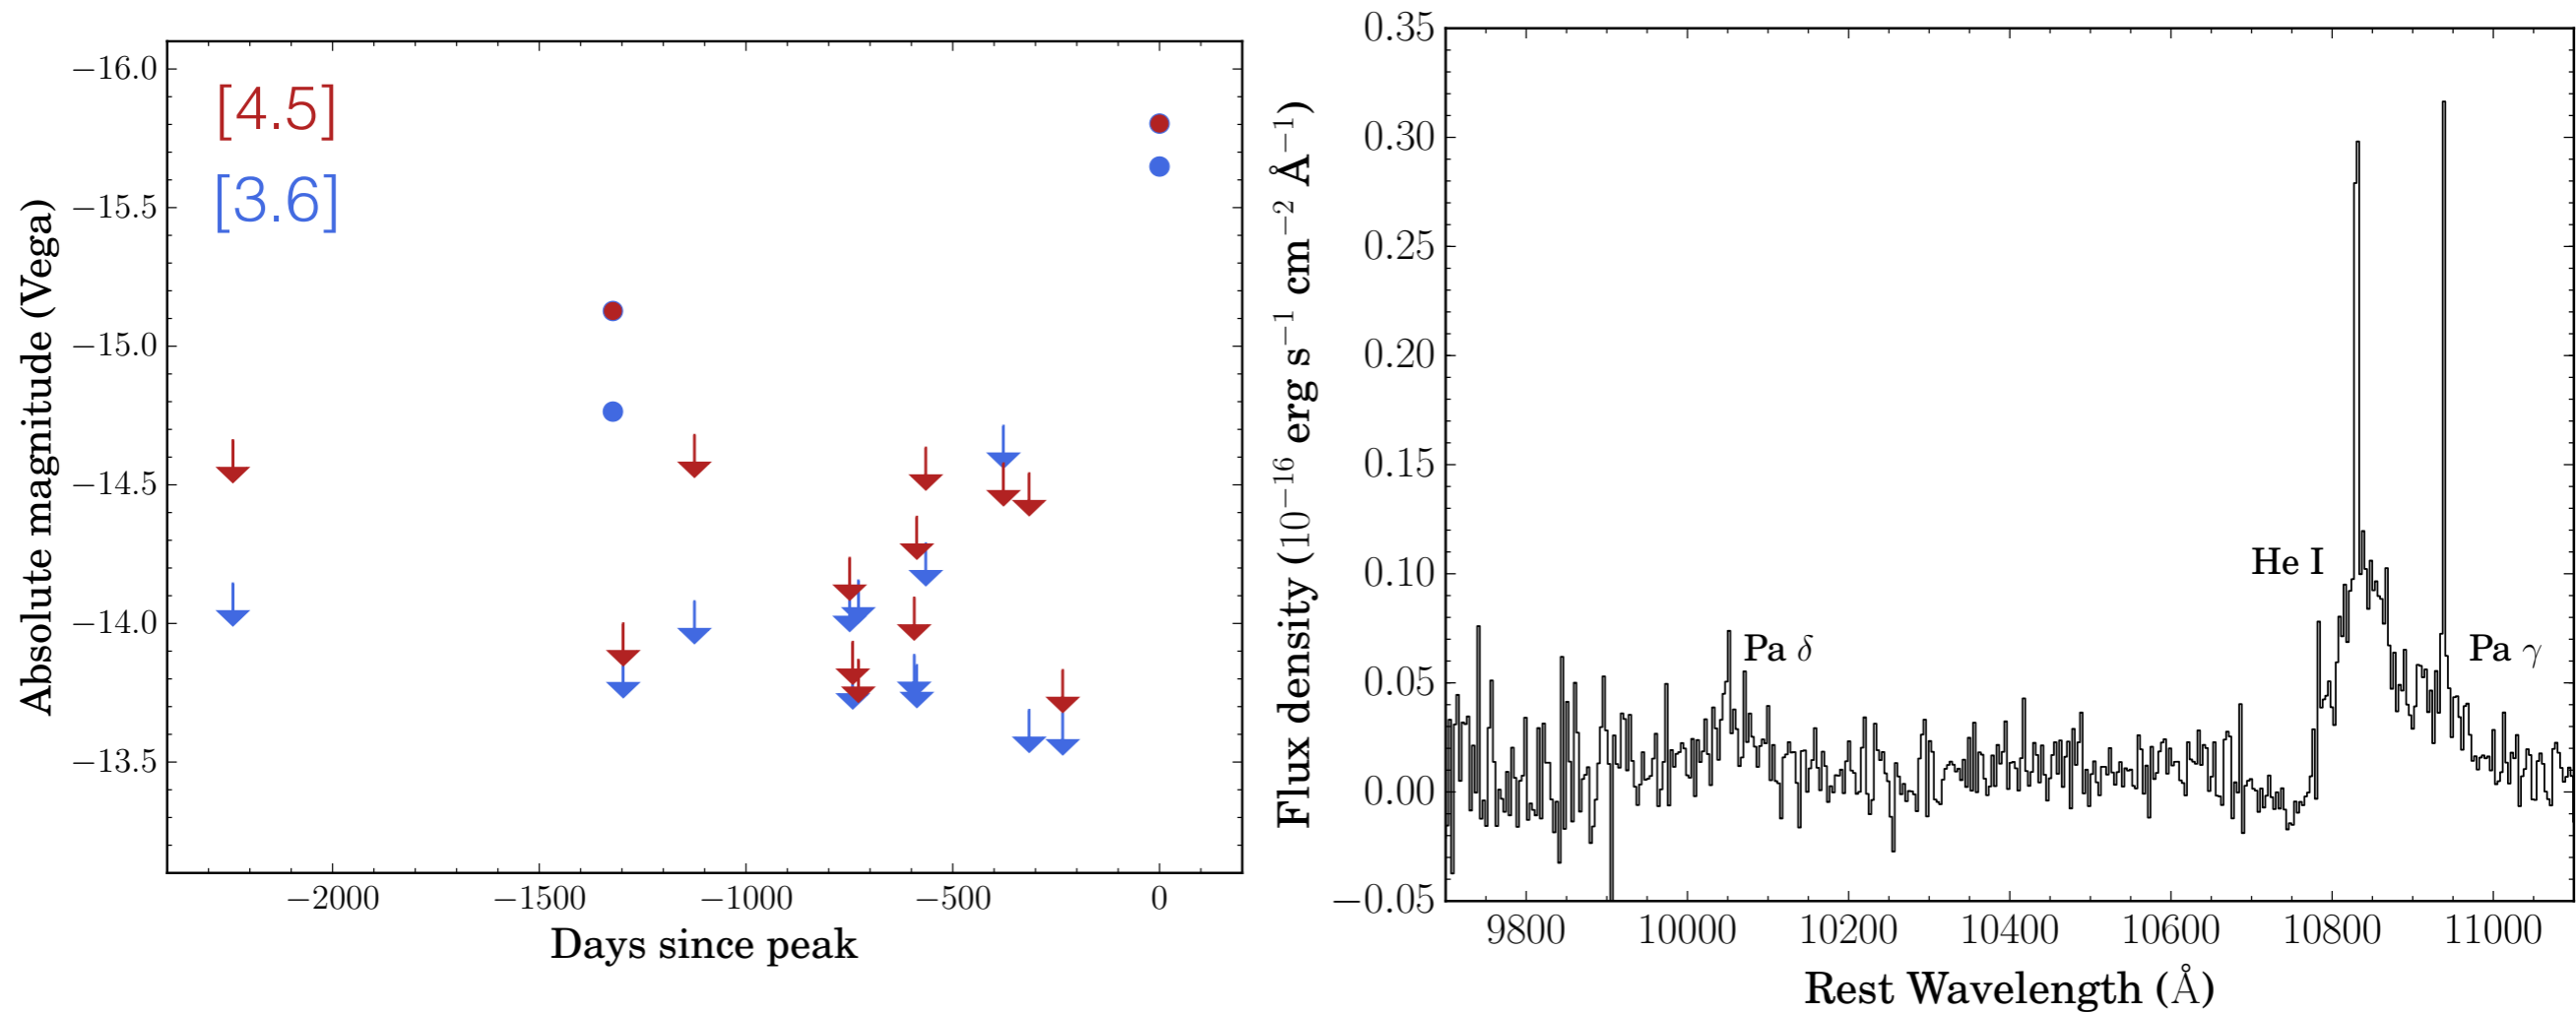 Absolute magnitude (Vega)
−16.0
−15.5
−15.0
−14.5
−14.0
−13.5
[4.5]
[3.6]
−2000 −1500 −1000 −500 0
Days since peak
Flux density (10⁻¹⁶ erg s⁻¹ cm⁻² Å⁻¹)
0.35
0.30
0.25
0.20
0.15
0.10
0.05
0.00
−0.05
He I
Pa δ
Pa γ
9800 10000 10200 10400 10600 10800 11000
Rest Wavelength (Å)